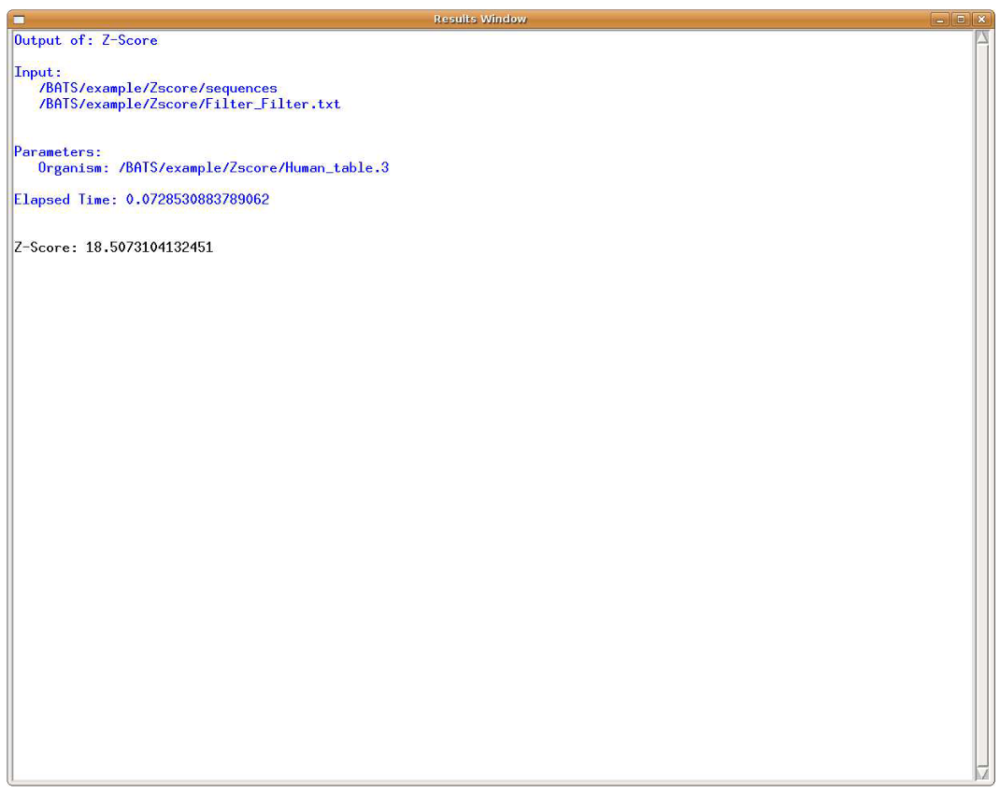 Results Window
Output of: Z-Score
Input:
/BATS/example/Zscore/sequences
/BATS/example/Zscore/Filter_Filter.txt
Parameters:
Organism: /BATS/example/Zscore/Human_table.3
Elapsed Time: 0.0728530883789062
Z-Score: 18.5073104132451